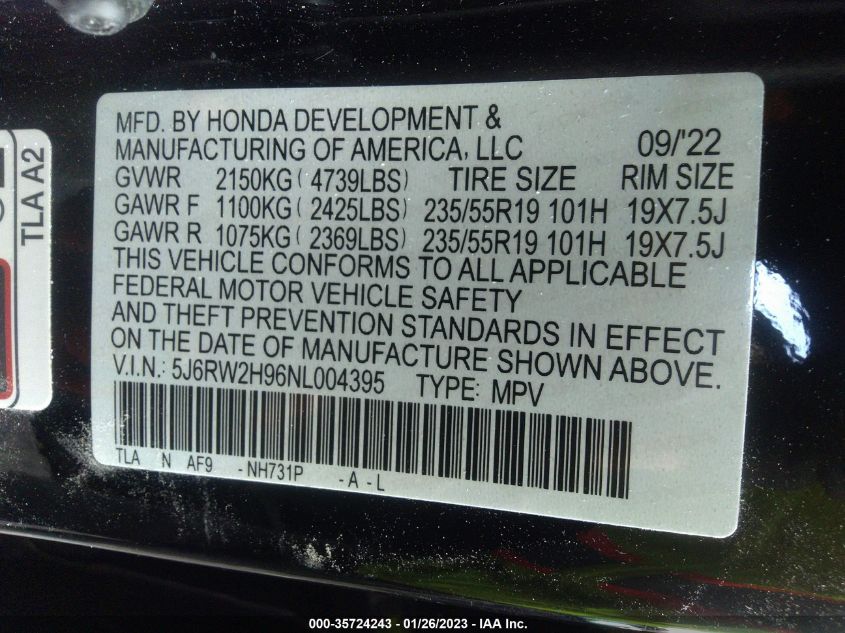 MFD. BY HONDA DEVELOPMENT &
MANUFACTURING OF AMERICA, LLC 09/'22
GVWR 2150KG ( 4739LBS) TIRE SIZE RIM SIZE
GAWR F 1100KG ( 2425LBS) 235/55R19 101H 19X7.5J
GAWR R 1075KG ( 2369LBS) 235/55R19 101H 19X7.5J
THIS VEHICLE CONFORMS TO ALL APPLICABLE
FEDERAL MOTOR VEHICLE SAFETY
AND THEFT PREVENTION STANDARDS IN EFFECT
ON THE DATE OF MANUFACTURE SHOWN ABOVE.
V.I.N.: 5J6RW2H96NL004395 TYPE: MPV
TLA N AF9 - NH731P - A - L
TLA A2
000-35724243 - 01/26/2023 - IAA Inc.